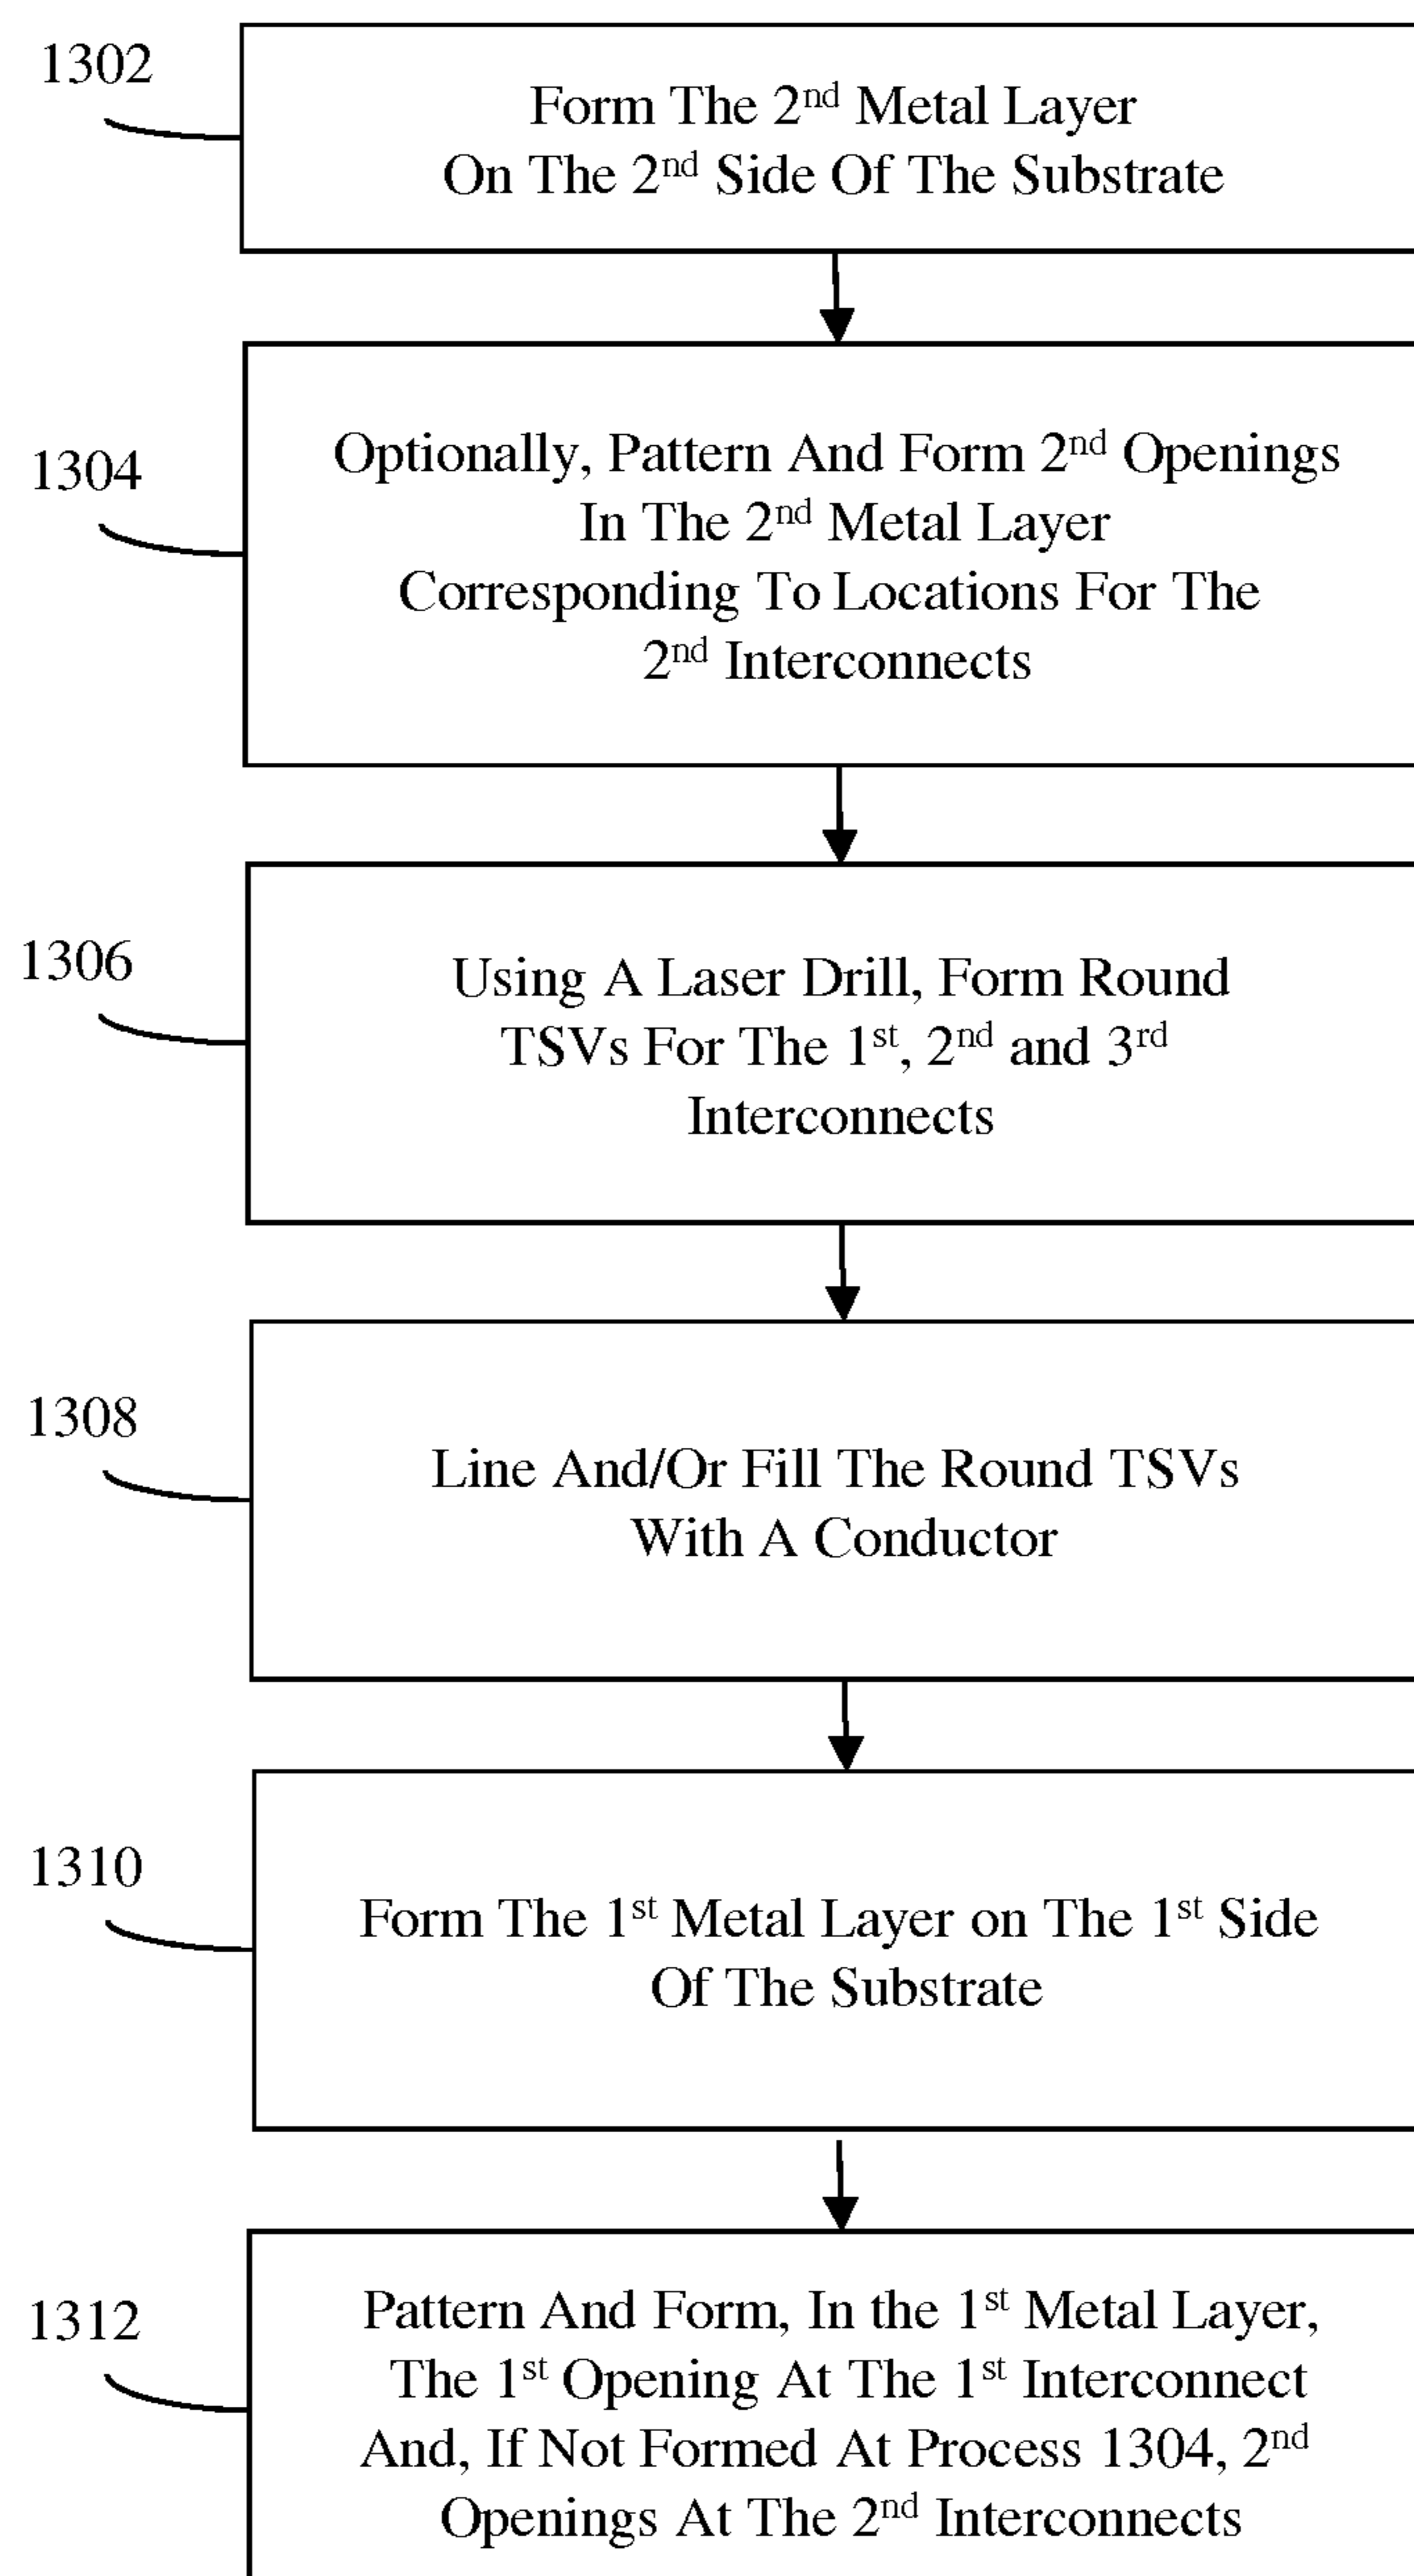 1302
Form The 2nd Metal Layer
On The 2nd Side Of The Substrate
1304
Optionally, Pattern And Form 2nd Openings
In The 2nd Metal Layer
Corresponding To Locations For The
2nd Interconnects
1306
Using A Laser Drill, Form Round
TSVs For The 1st, 2nd and 3rd
Interconnects
1308
Line And/Or Fill The Round TSVs
With A Conductor
1310
Form The 1st Metal Layer on The 1st Side
Of The Substrate
1312
Pattern And Form, In the 1st Metal Layer,
The 1st Opening At The 1st Interconnect
And, If Not Formed At Process 1304, 2nd
Openings At The 2nd Interconnects